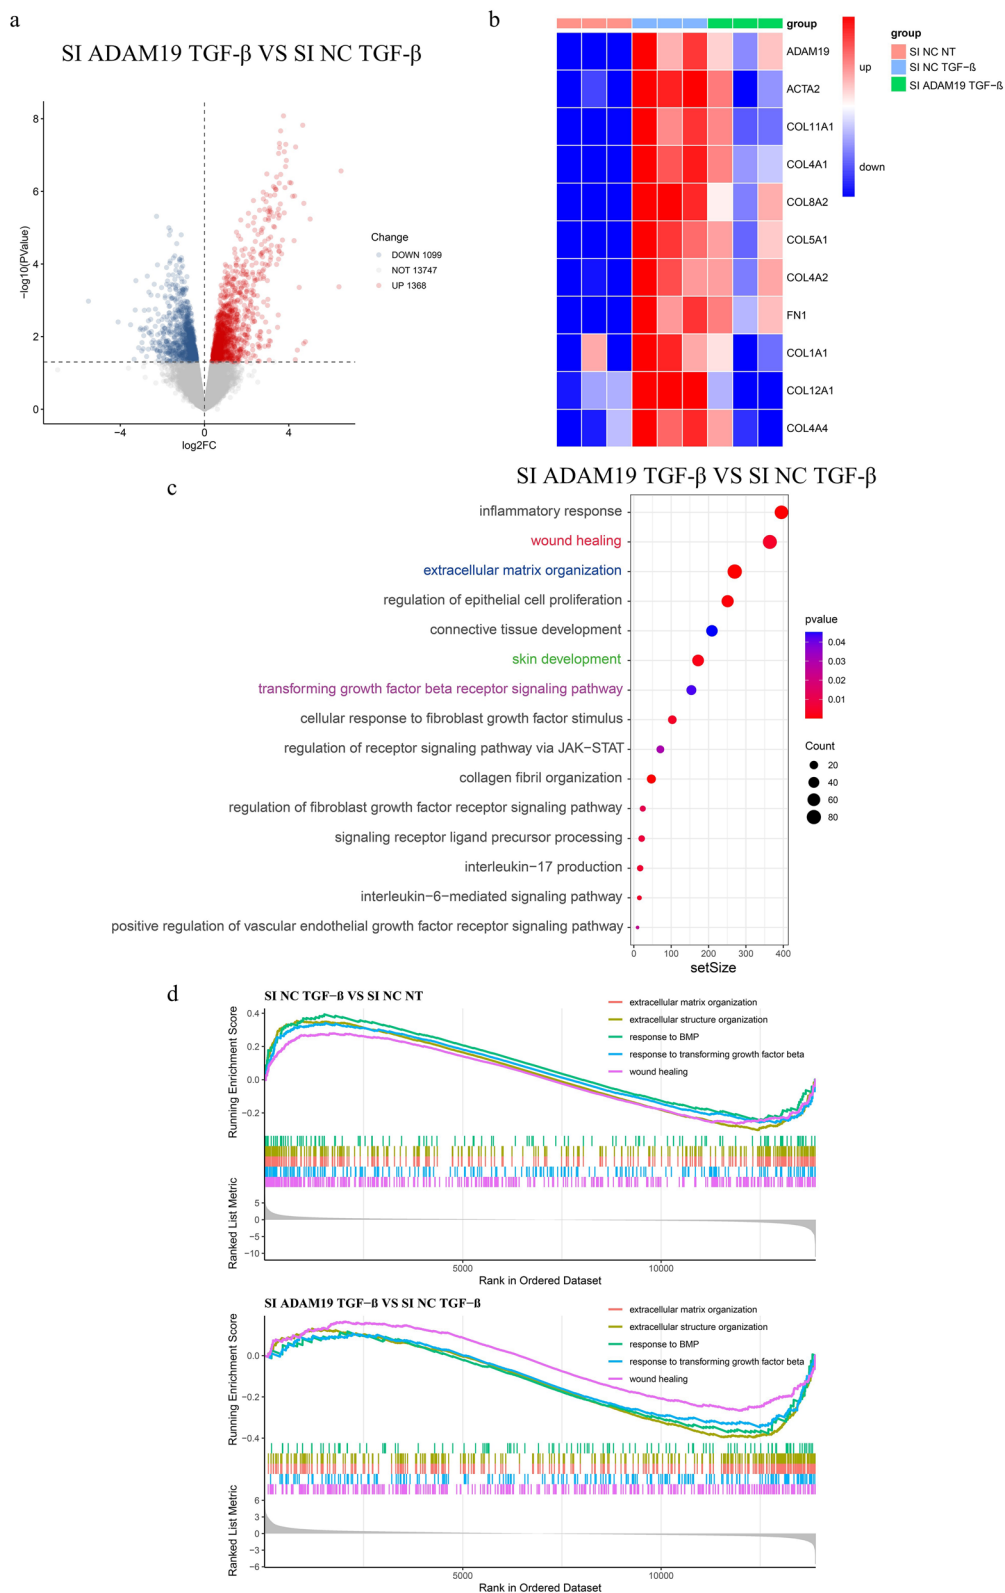 a
SI ADAM19 TGF-β VS SI NC TGF-β
8
6
4
2
0
−log10(PValue)
−4
0
4
log2FC
Change
DOWN 1099
NOT 13747
UP 1368
b
group
ADAM19
ACTA2
COL11A1
COL4A1
COL8A2
COL5A1
COL4A2
FN1
COL1A1
COL12A1
COL4A4
up
down
group
SI NC NT
SI NC TGF-ß
SI ADAM19 TGF-ß
c
SI ADAM19 TGF-β VS SI NC TGF-β
inflammatory response
wound healing
extracellular matrix organization
regulation of epithelial cell proliferation
connective tissue development
skin development
transforming growth factor beta receptor signaling pathway
cellular response to fibroblast growth factor stimulus
regulation of receptor signaling pathway via JAK−STAT
collagen fibril organization
regulation of fibroblast growth factor receptor signaling pathway
signaling receptor ligand precursor processing
interleukin−17 production
interleukin−6−mediated signaling pathway
positive regulation of vascular endothelial growth factor receptor signaling pathway
0 100 200 300 400
setSize
pvalue
0.04
0.03
0.02
0.01
Count
20
40
60
80
d
SI NC TGF−ß VS SI NC NT
extracellular matrix organization
extracellular structure organization
response to BMP
response to transforming growth factor beta
wound healing
Running Enrichment Score
0.4
0.2
0.0
−0.2
Ranked List Metric
5
0
−5
−10
5000 10000
Rank in Ordered Dataset
SI ADAM19 TGF−ß VS SI NC TGF−ß
extracellular matrix organization
extracellular structure organization
response to BMP
response to transforming growth factor beta
wound healing
Running Enrichment Score
0.0
−0.2
−0.4
Ranked List Metric
6
3
0
−3
−6
5000 10000
Rank in Ordered Dataset